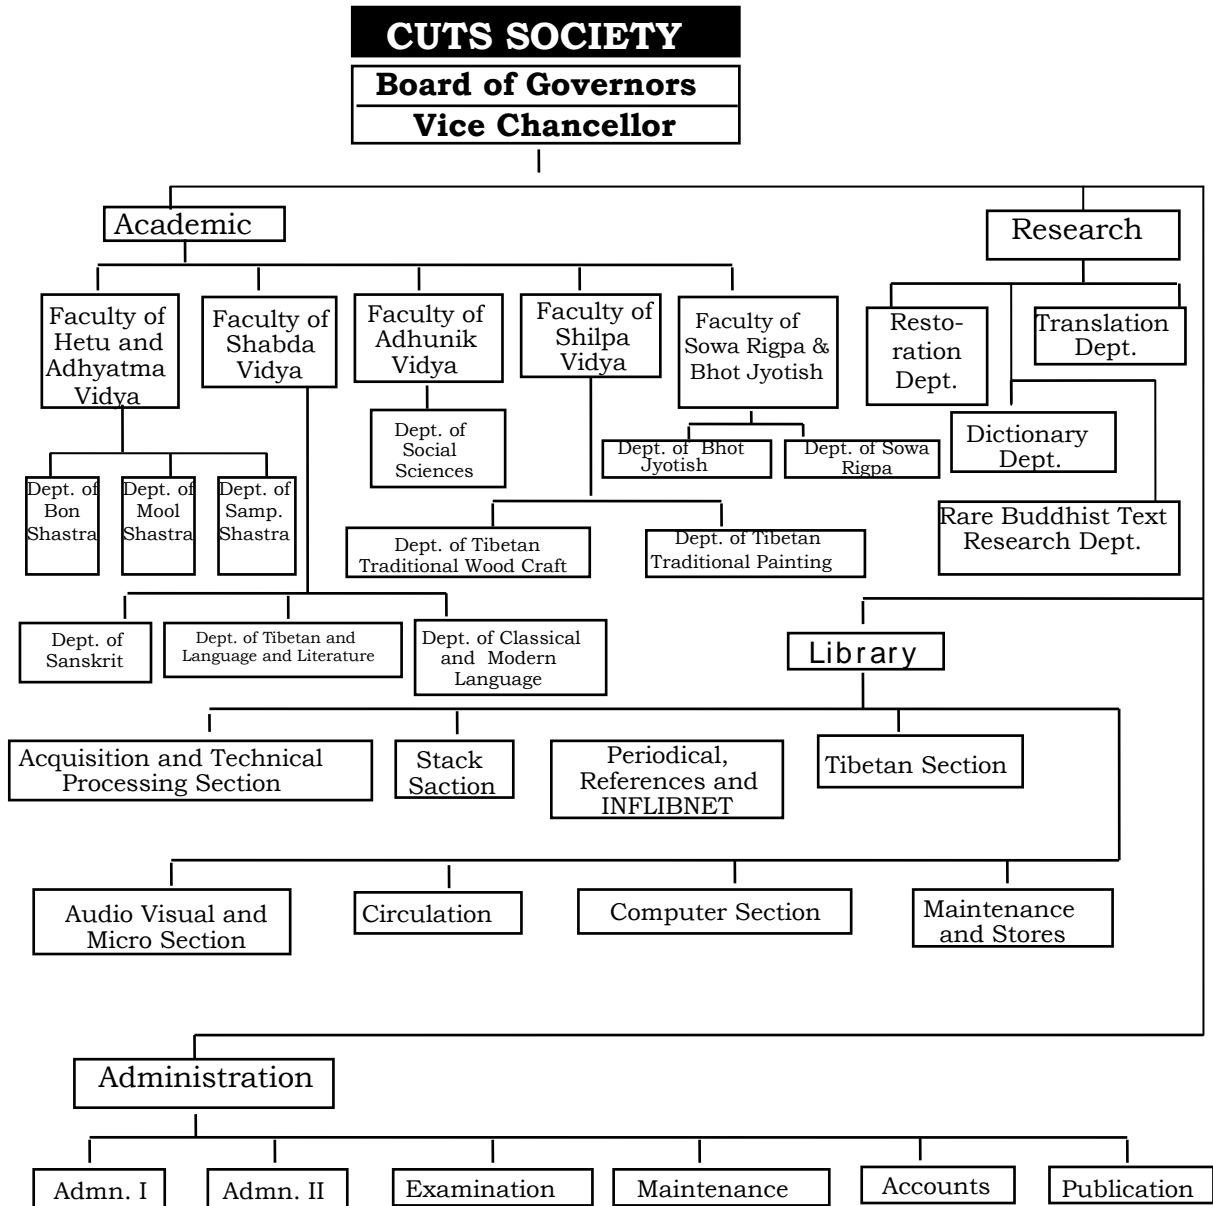 CUTS SOCIETY
Board of Governors
Vice Chancellor
Academic
Research
Faculty of
Hetu and
Adhyatma
Vidya
Faculty of
Shabda
Vidya
Faculty of
Adhunik
Vidya
Faculty of
Shilpa
Vidya
Faculty of
Sowa Rigpa &
Bhot Jyotish
Resto-
ration
Dept.
Translation
Dept.
Dept. of
Social
Sciences
Dept. of Bhot
Jyotish
Dept. of Sowa
Rigpa
Dictionary
Dept.
Dept. of
Bon
Shastra
Dept. of
Mool
Shastra
Dept. of
Samp.
Shastra
Dept. of Tibetan
Traditional Wood Craft
Dept. of Tibetan
Traditional Painting
Rare Buddhist Text
Research Dept.
Dept. of
Sanskrit
Dept. of Tibetan and
Language and Literature
Dept. of Classical
and Modern
Language
Library
Acquisition and Technical
Processing Section
Stack
Saction
Periodical,
References and
INFLIBNET
Tibetan Section
Audio Visual and
Micro Section
Circulation
Computer Section
Maintenance
and Stores
Administration
Admn. I
Admn. II
Examination
Maintenance
Accounts
Publication